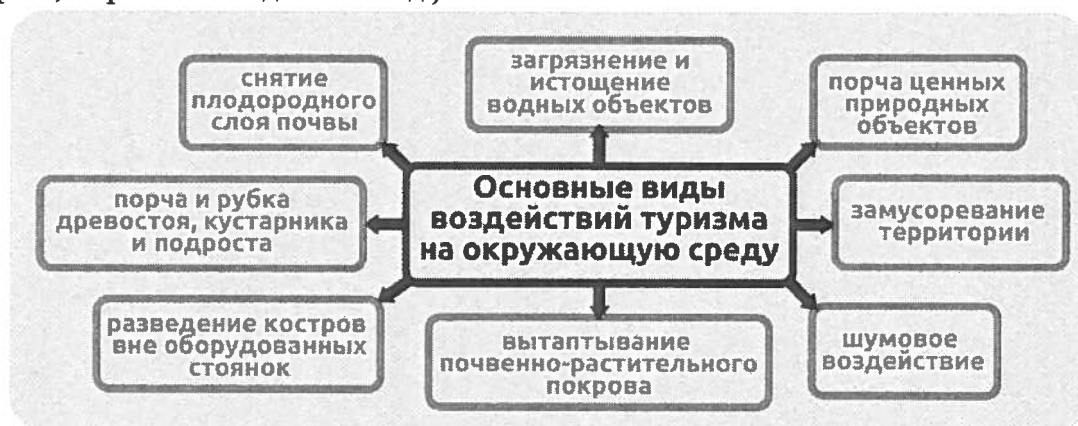 снятие
плодородного
слоя почвы
загрязнение и
истощение
водных объектов
порча ценных
природных
объектов
порча и рубка
древостоя, кустарника
и подроста
Основные виды
воздействий туризма
на окружающую среду
замусоревание
территории
разведение костров
вне оборудованных
стоянок
вытаптывание
почвенно-растительного
покрова
шумовое
воздействие